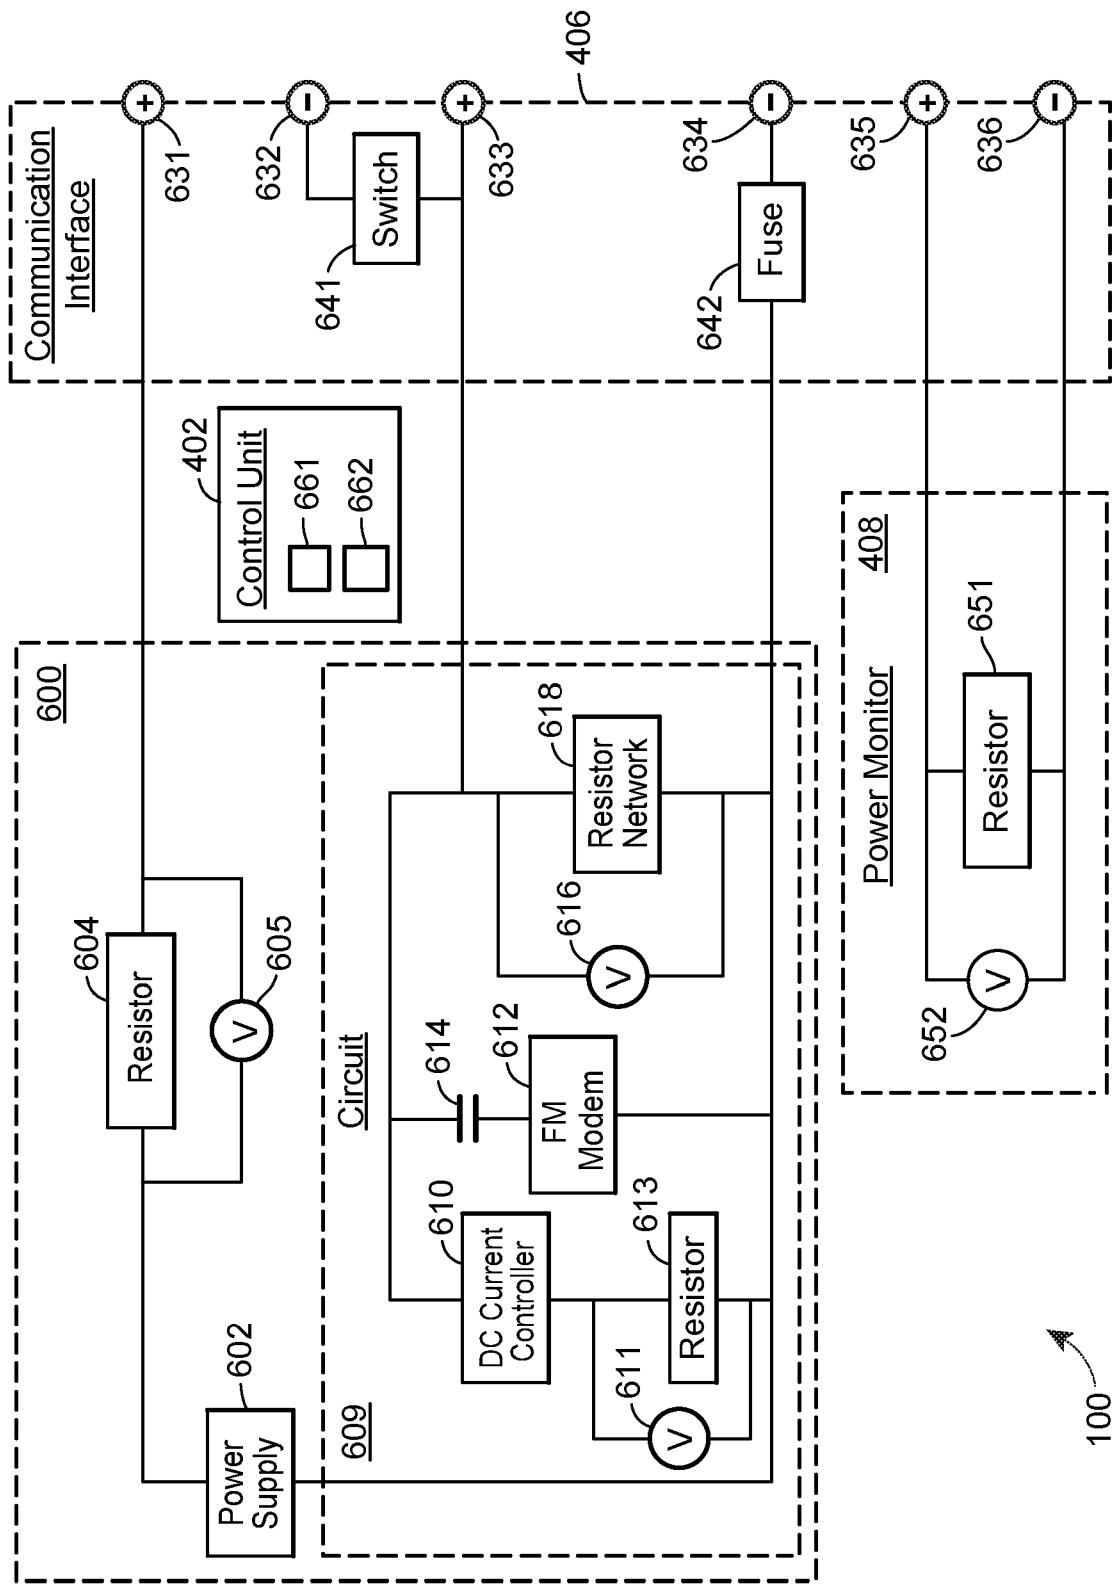 600
Power
Supply
602
Resistor
604
V
605
609
Circuit
DC Current
Controller
610
V
611
Resistor
613
FM
Modem
612
614
V
616
Resistor
Network
618
402
Control Unit
661
662
Communication
Interface
406
+
631
-
632
Switch
641
+
633
Fuse
642
-
634
+
635
-
636
Power Monitor
408
V
652
Resistor
651
100